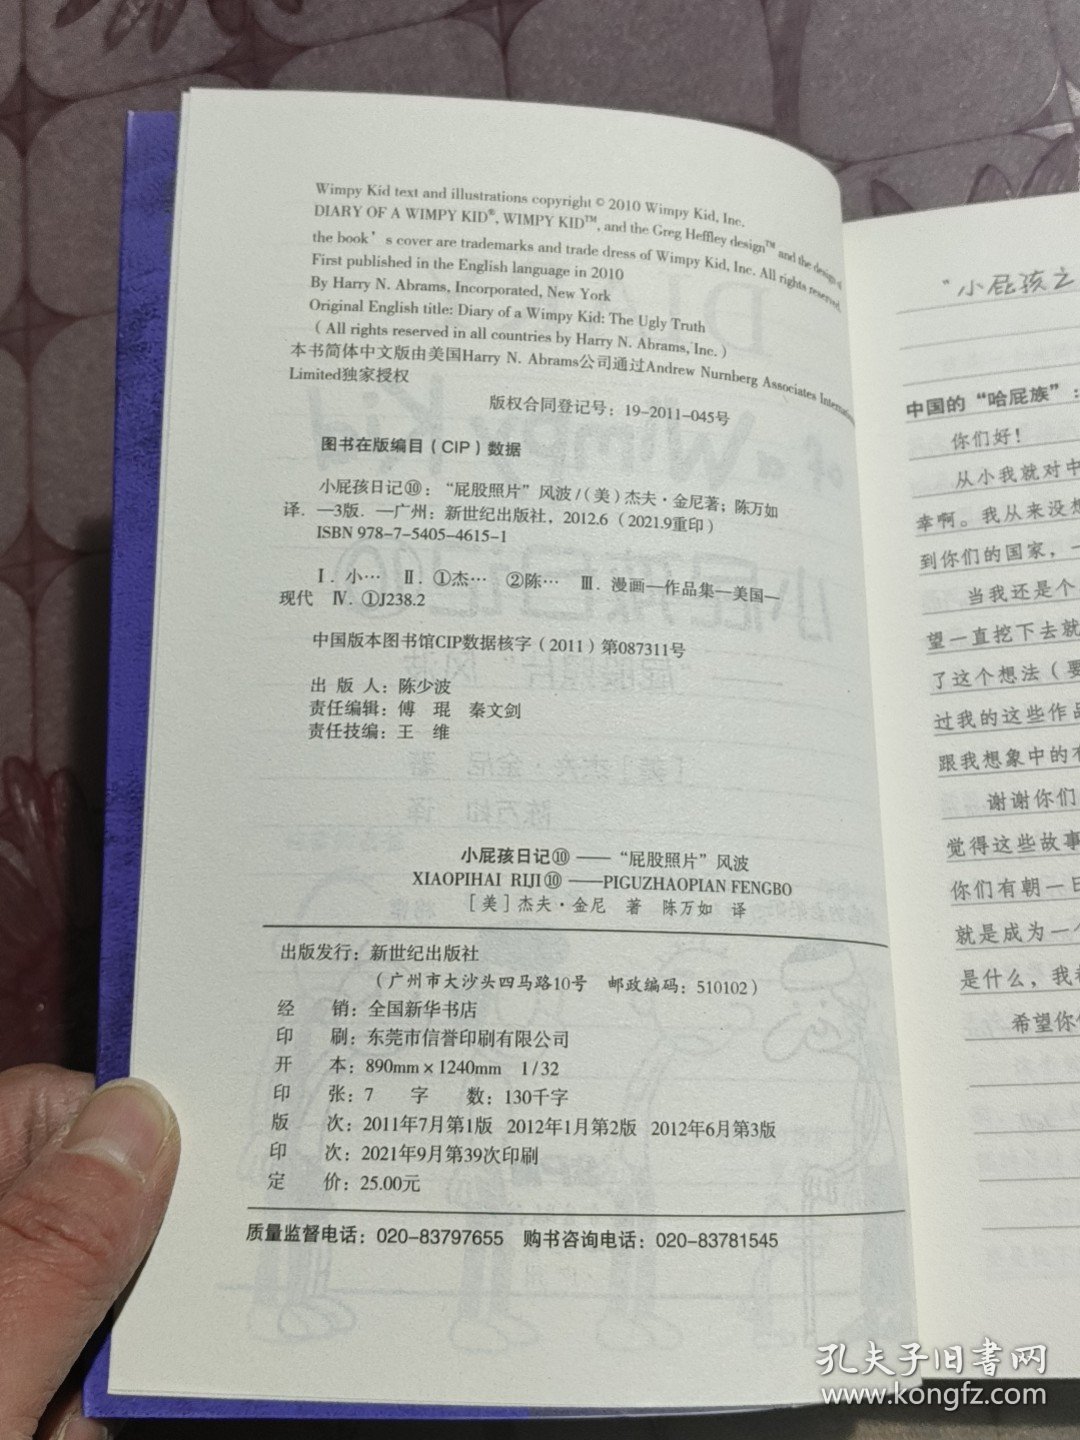 Wimpy Kid text and illustrations copyright © 2010 Wimpy Kid, Inc.
DIARY OF A WIMPY KID®, WIMPY KID™, and the Greg Heffley design™ and the design of
the book's cover are trademarks and trade dress of Wimpy Kid, Inc. All rights reserved.
First published in the English language in 2010
By Harry N. Abrams, Incorporated, New York
Original English title: Diary of a Wimpy Kid: The Ugly Truth
(All rights reserved in all countries by Harry N. Abrams, Inc.)
本书简体中文版由美国Harry N. Abrams公司通过Andrew Nurnberg Associates International
Limited独家授权
版权合同登记号：19-2011-045号
图书在版编目（CIP）数据
小屁孩日记⑩：“屁股照片”风波/（美）杰夫·金尼著；陈万如
译. —3版. —广州：新世纪出版社，2012.6（2021.9重印）
ISBN 978-7-5405-4615-1
Ⅰ. 小… Ⅱ. ①杰… ②陈… Ⅲ. 漫画—作品集—美国—
现代 Ⅳ. ①J238.2
中国版本图书馆CIP数据核字（2011）第087311号
出 版 人：陈少波
责任编辑：傅 琨 秦文剑
责任技编：王 维
小屁孩日记⑩——“屁股照片”风波
XIAOPIHAI RIJI⑩——PIGUZHAOPIAN FENGBO
［美］杰夫·金尼 著 陈万如 译
出版发行：新世纪出版社
（广州市大沙头四马路10号 邮政编码：510102）
经 销：全国新华书店
印 刷：东莞市信誉印刷有限公司
开 本：890mm×1240mm 1/32
印 张：7 字 数：130千字
版 次：2011年7月第1版 2012年1月第2版 2012年6月第3版
印 次：2021年9月第39次印刷
定 价：25.00元
质量监督电话：020-83797655 购书咨询电话：020-83781545
“小屁孩之
中国的“哈屁族”：
你们好！
从小我就对中
幸啊。我从来没想
到你们的国家，一
当我还是个
望一直挖下去就
了这个想法（要
过我的这些作品
跟我想象中的有
谢谢你们
觉得这些故事
你们有朝一日
就是成为一个
是什么，我都
希望你们
孔夫子旧书网
www.kongfz.com